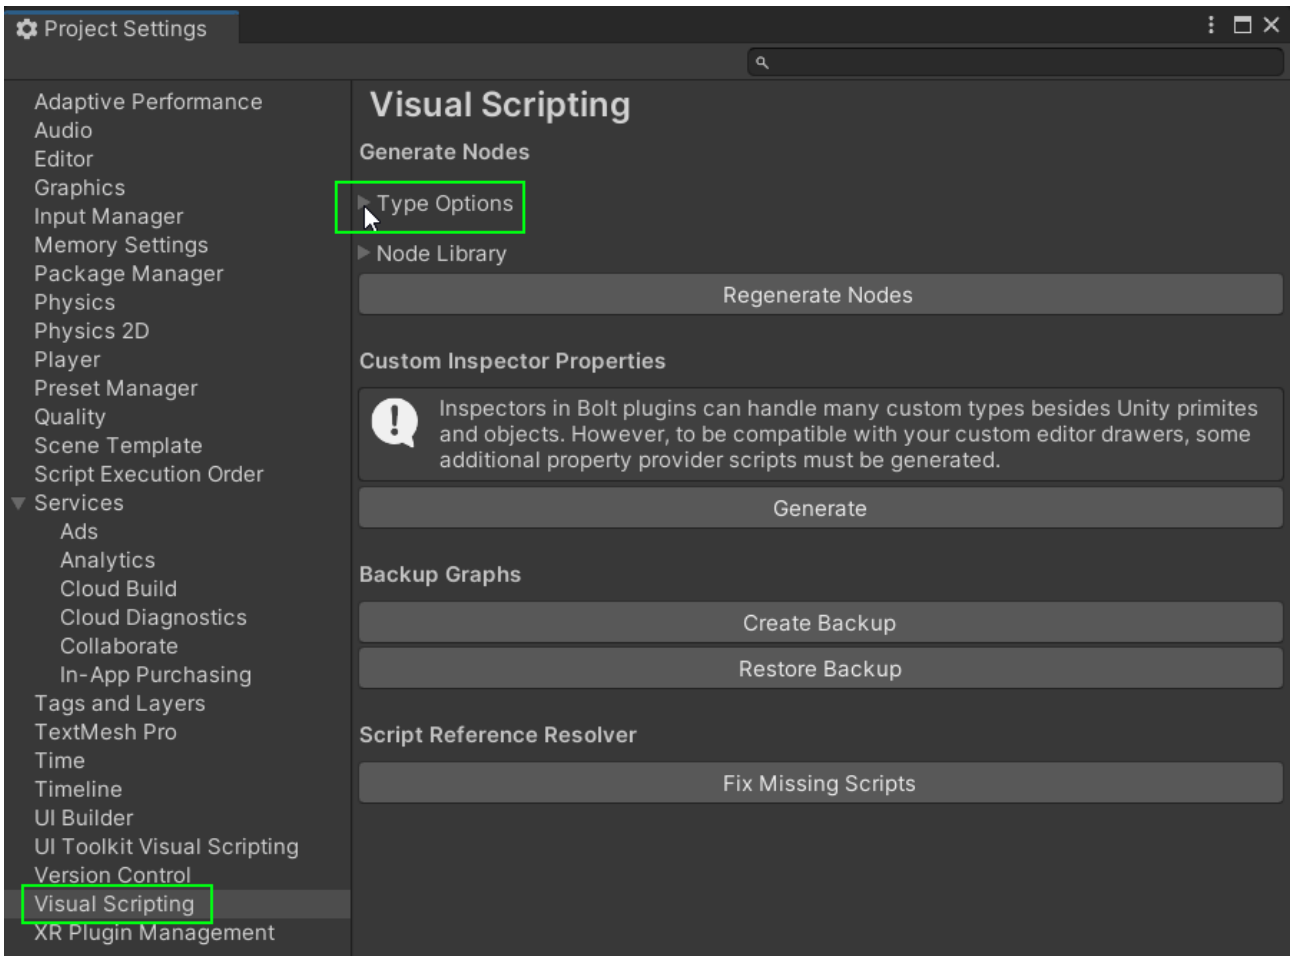 Project Settings
Adaptive Performance
Audio
Editor
Graphics
Input Manager
Memory Settings
Package Manager
Physics
Physics 2D
Player
Preset Manager
Quality
Scene Template
Script Execution Order
Services
Ads
Analytics
Cloud Build
Cloud Diagnostics
Collaborate
In-App Purchasing
Tags and Layers
TextMesh Pro
Time
Timeline
UI Builder
UI Toolkit Visual Scripting
Version Control
Visual Scripting
XR Plugin Management
Visual Scripting
Generate Nodes
Type Options
Node Library
Regenerate Nodes
Custom Inspector Properties
Inspectors in Bolt plugins can handle many custom types besides Unity primites
and objects. However, to be compatible with your custom editor drawers, some
additional property provider scripts must be generated.
Generate
Backup Graphs
Create Backup
Restore Backup
Script Reference Resolver
Fix Missing Scripts